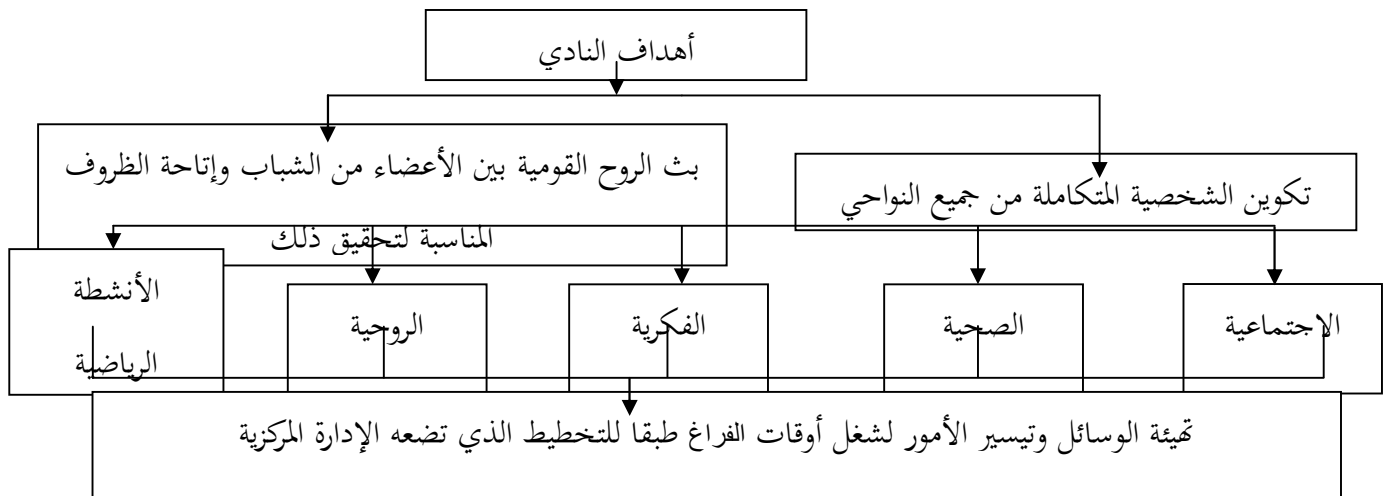 أهداف النادي
تكوين الشخصية المتكاملة من جميع النواحي
بث الروح القومية بين الأعضاء من الشباب وإتاحة الظروف
المناسبة لتحقيق ذلك
الاجتماعية
الصحية
الفكرية
الروحية
الأنشطة
الرياضية
تهيئة الوسائل وتيسير الأمور لشغل أوقات الفراغ طبقا للتخطيط الذي تضعه الإدارة المركزية